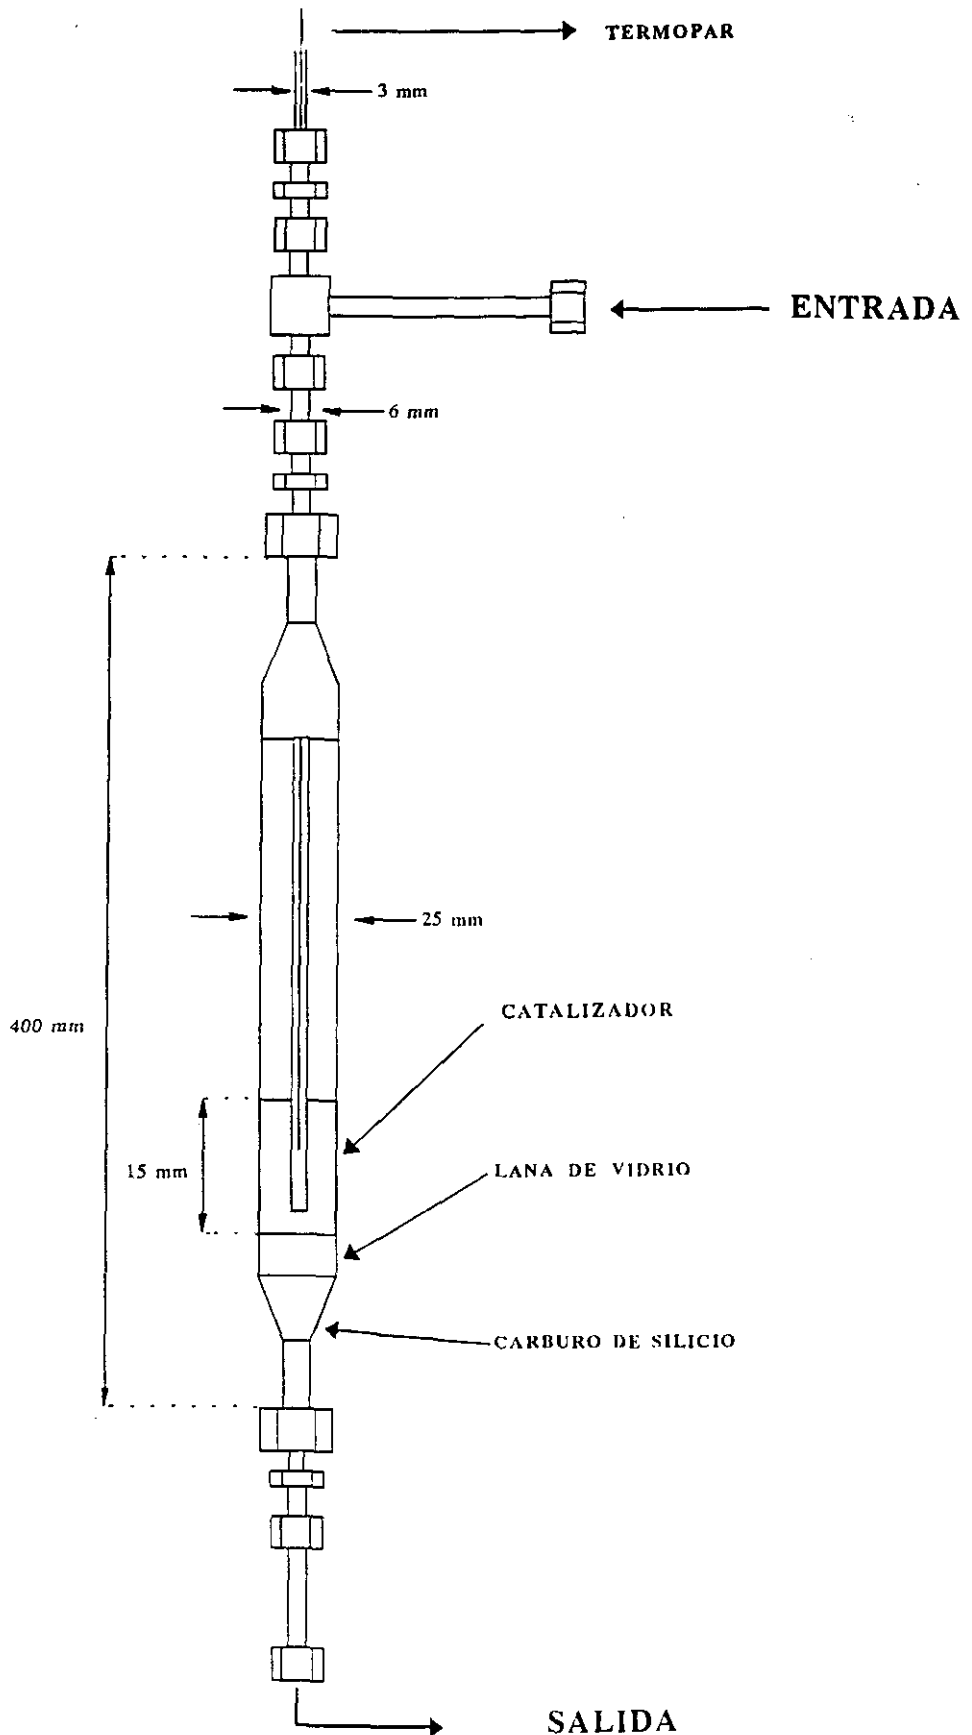 TERMOPAR
3 mm
ENTRADA
6 mm
25 mm
CATALIZADOR
400 mm
15 mm
LANA DE VIDRIO
CARBURO DE SILICIO
SALIDA